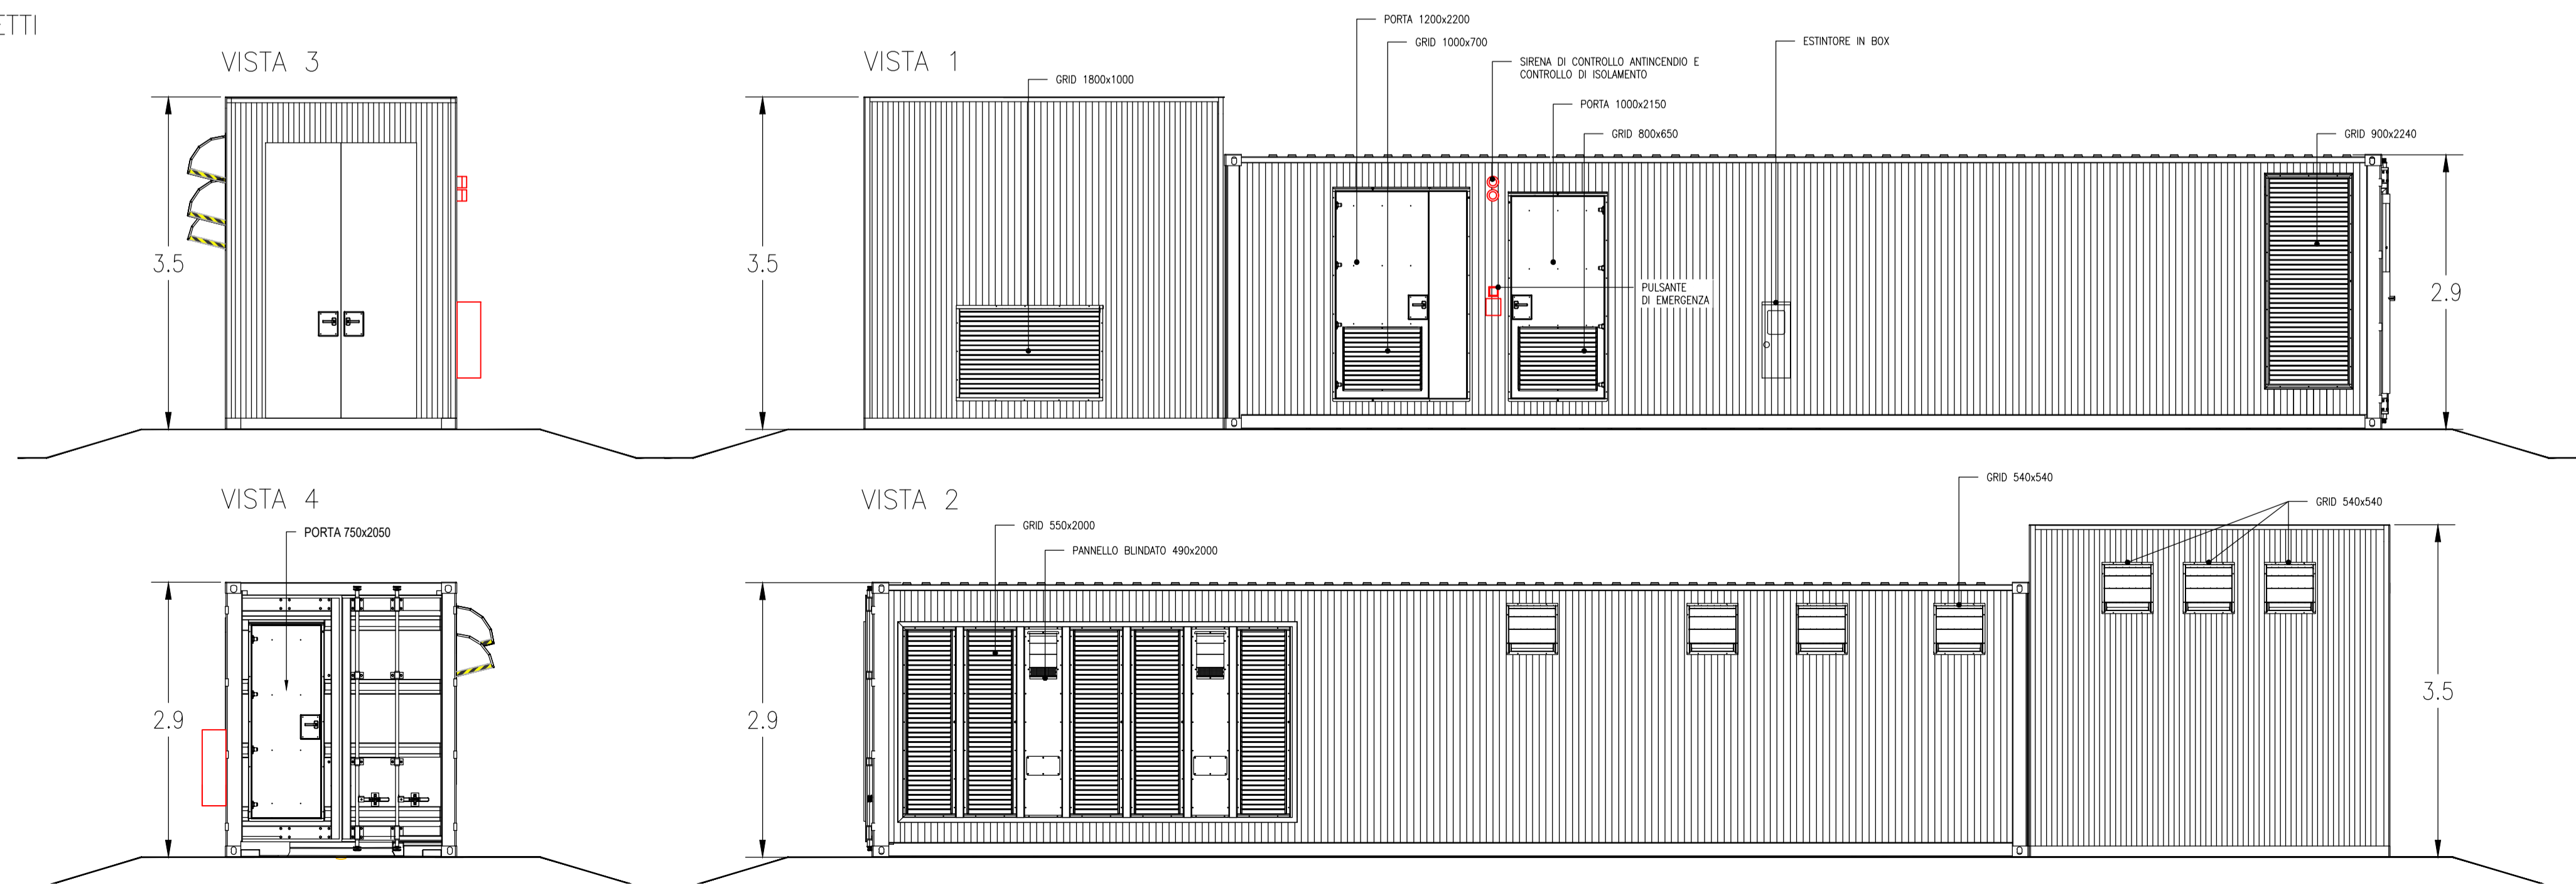 VISTA 3
3.5
VISTA 1
3.5
GRID 1800x1000
PORTA 1200x2200
GRID 1000x700
SIRENA DI CONTROLLO ANTINCENDIO E
CONTROLLO DI ISOLAMENTO
PORTA 1000x2150
GRID 800x650
PULSANTE
DI EMERGENZA
ESTINTORE IN BOX
GRID 900x2240
2.9
VISTA 4
PORTA 750x2050
2.9
VISTA 2
2.9
GRID 550x2000
PANNELLO BLINDATO 490x2000
GRID 540x540
GRID 540x540
3.5